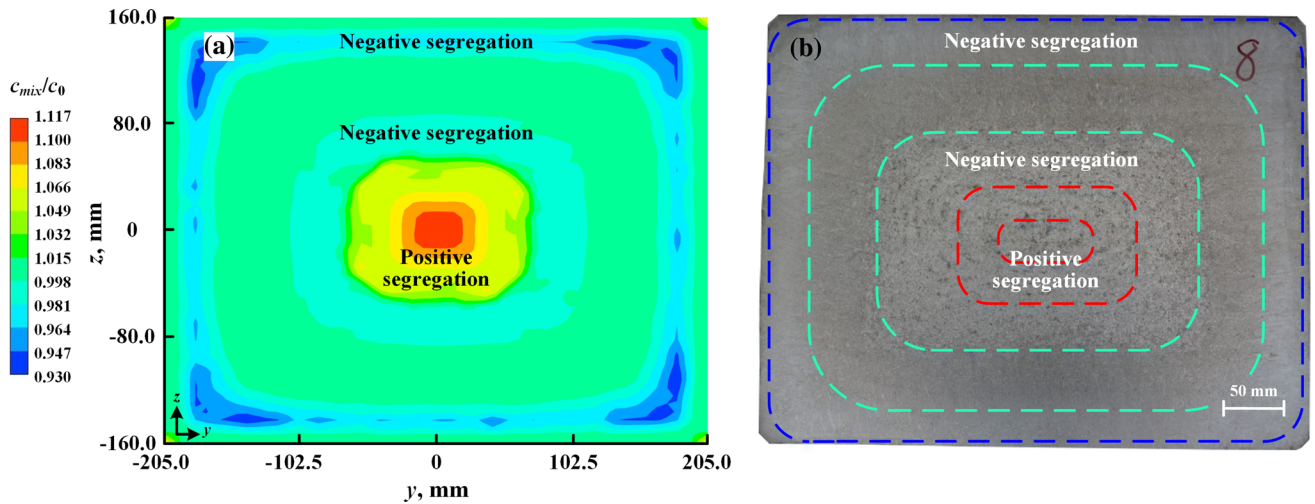 160.0
(a)
Negative segregation
c_mix/c_0
1.117
1.100
1.083
1.066
1.049
1.032
1.015
0.998
0.981
0.964
0.947
0.930
80.0
Negative segregation
z, mm
0
Positive
segregation
-80.0
z
y
-160.0
-205.0
-102.5
0
102.5
205.0
y, mm
(b)
Negative segregation
8
Negative segregation
Positive
segregation
50 mm